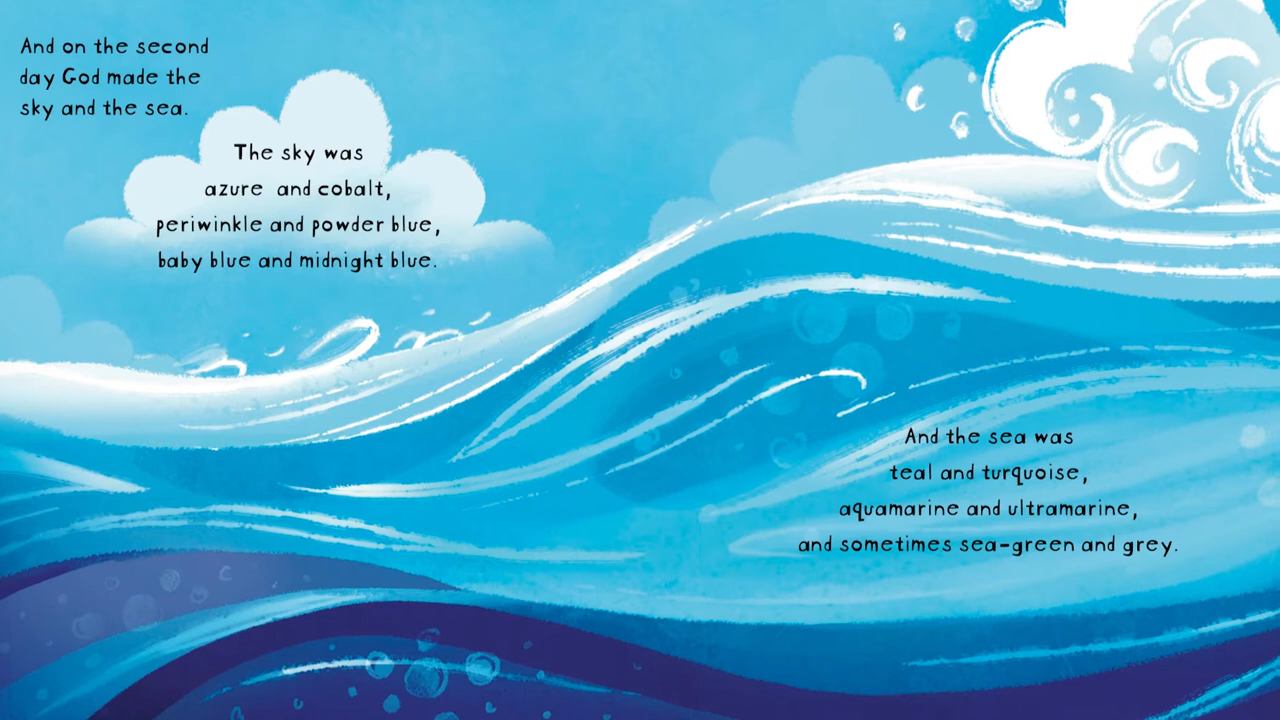 And on the second
day God made the
sky and the sea.
The sky was
azure and cobalt,
periwinkle and powder blue,
baby blue and midnight blue.
And the sea was
teal and turquoise,
aquamarine and ultramarine,
and sometimes sea-green and grey.